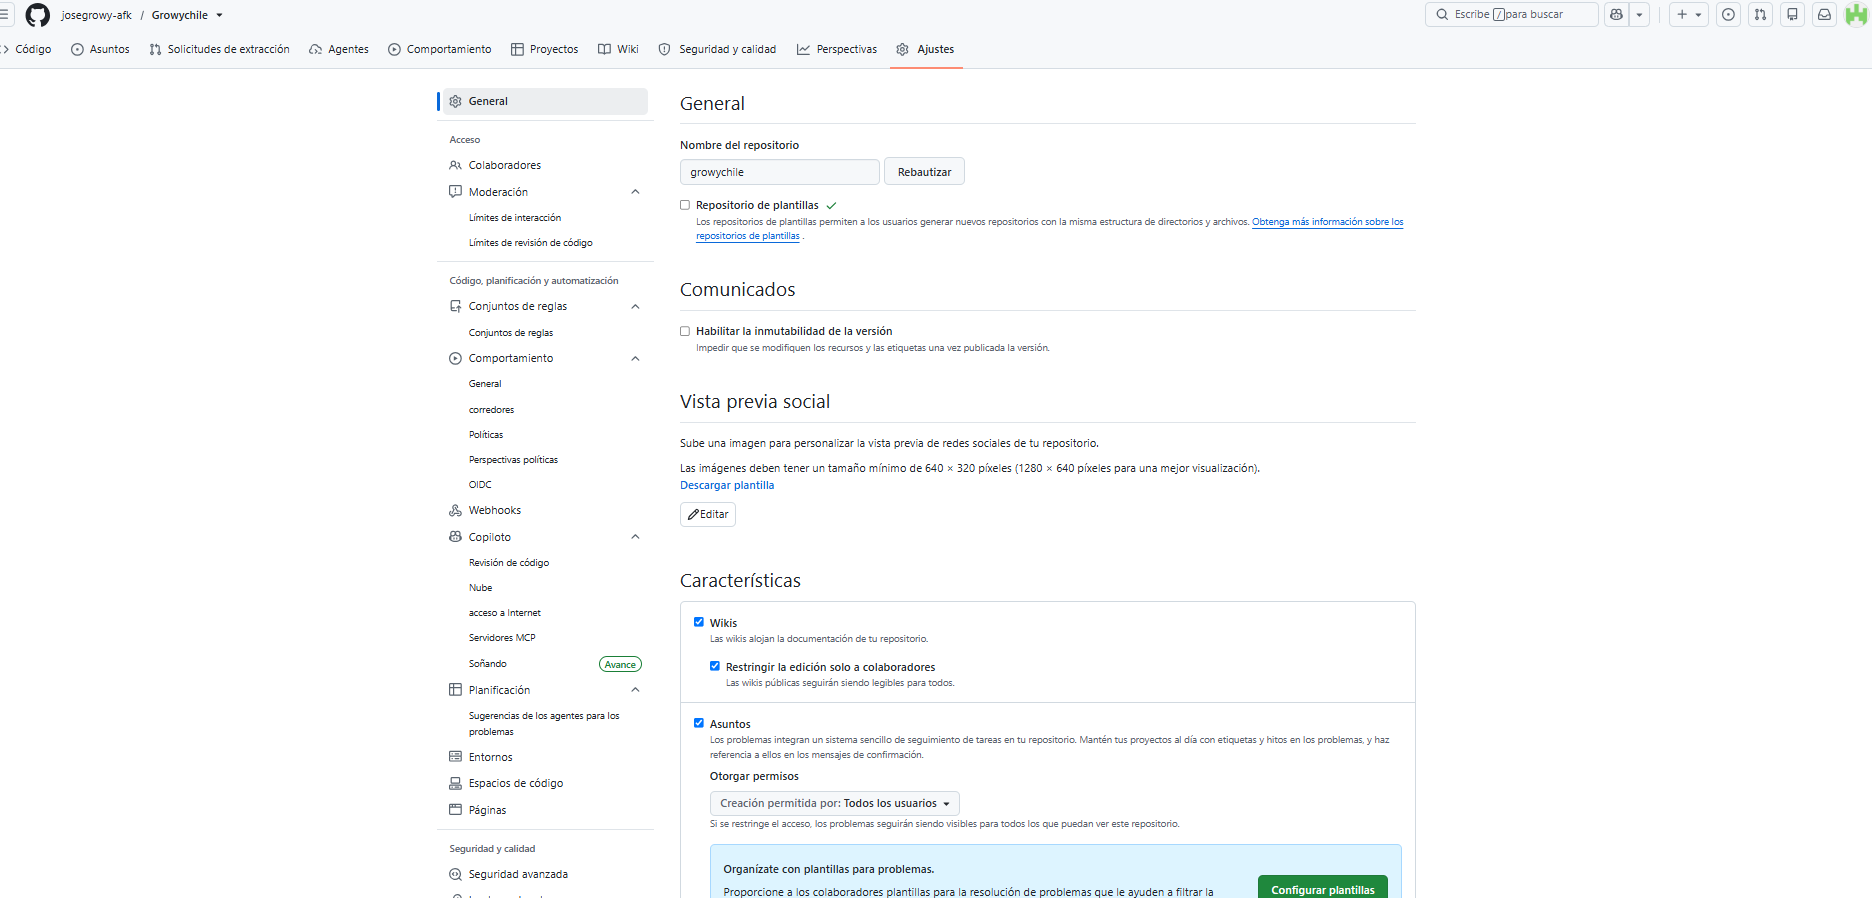 josegrowy-afk / Growychile
Escribe / para buscar
Código
Asuntos
Solicitudes de extracción
Agentes
Comportamiento
Proyectos
Wiki
Seguridad y calidad
Perspectivas
Ajustes
General
Acceso
Colaboradores
Moderación
Límites de interacción
Límites de revisión de código
Código, planificación y automatización
Conjuntos de reglas
Conjuntos de reglas
Comportamiento
General
corredores
Políticas
Perspectivas políticas
OIDC
Webhooks
Copiloto
Revisión de código
Nube
acceso a Internet
Servidores MCP
Soñando
Avance
Planificación
Sugerencias de los agentes para los
problemas
Entornos
Espacios de código
Páginas
Seguridad y calidad
Seguridad avanzada
General
Nombre del repositorio
growychile
Rebautizar
Repositorio de plantillas
Los repositorios de plantillas permiten a los usuarios generar nuevos repositorios con la misma estructura de directorios y archivos. Obtenga más información sobre los
repositorios de plantillas .
Comunicados
Habilitar la inmutabilidad de la versión
Impedir que se modifiquen los recursos y las etiquetas una vez publicada la versión.
Vista previa social
Sube una imagen para personalizar la vista previa de redes sociales de tu repositorio.
Las imágenes deben tener un tamaño mínimo de 640 × 320 píxeles (1280 × 640 píxeles para una mejor visualización).
Descargar plantilla
Editar
Características
Wikis
Las wikis alojan la documentación de tu repositorio.
Restringir la edición solo a colaboradores
Las wikis públicas seguirán siendo legibles para todos.
Asuntos
Los problemas integran un sistema sencillo de seguimiento de tareas en tu repositorio. Mantén tus proyectos al día con etiquetas y hitos en los problemas, y haz
referencia a ellos en los mensajes de confirmación.
Otorgar permisos
Creación permitida por: Todos los usuarios
Si se restringe el acceso, los problemas seguirán siendo visibles para todos los que puedan ver este repositorio.
Organízate con plantillas para problemas.
Proporcione a los colaboradores plantillas para la resolución de problemas que le ayuden a filtrar la
Configurar plantillas